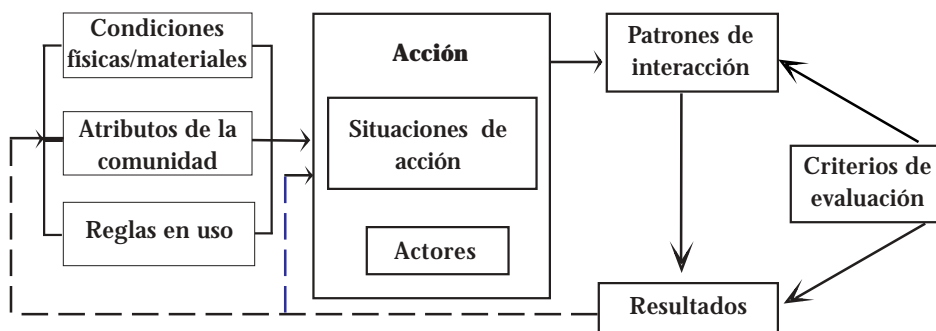 Condiciones
físicas/materiales
Atributos de la
comunidad
Reglas en uso
Acción
Situaciones de
acción
Actores
Patrones de
interacción
Resultados
Criterios de
evaluación